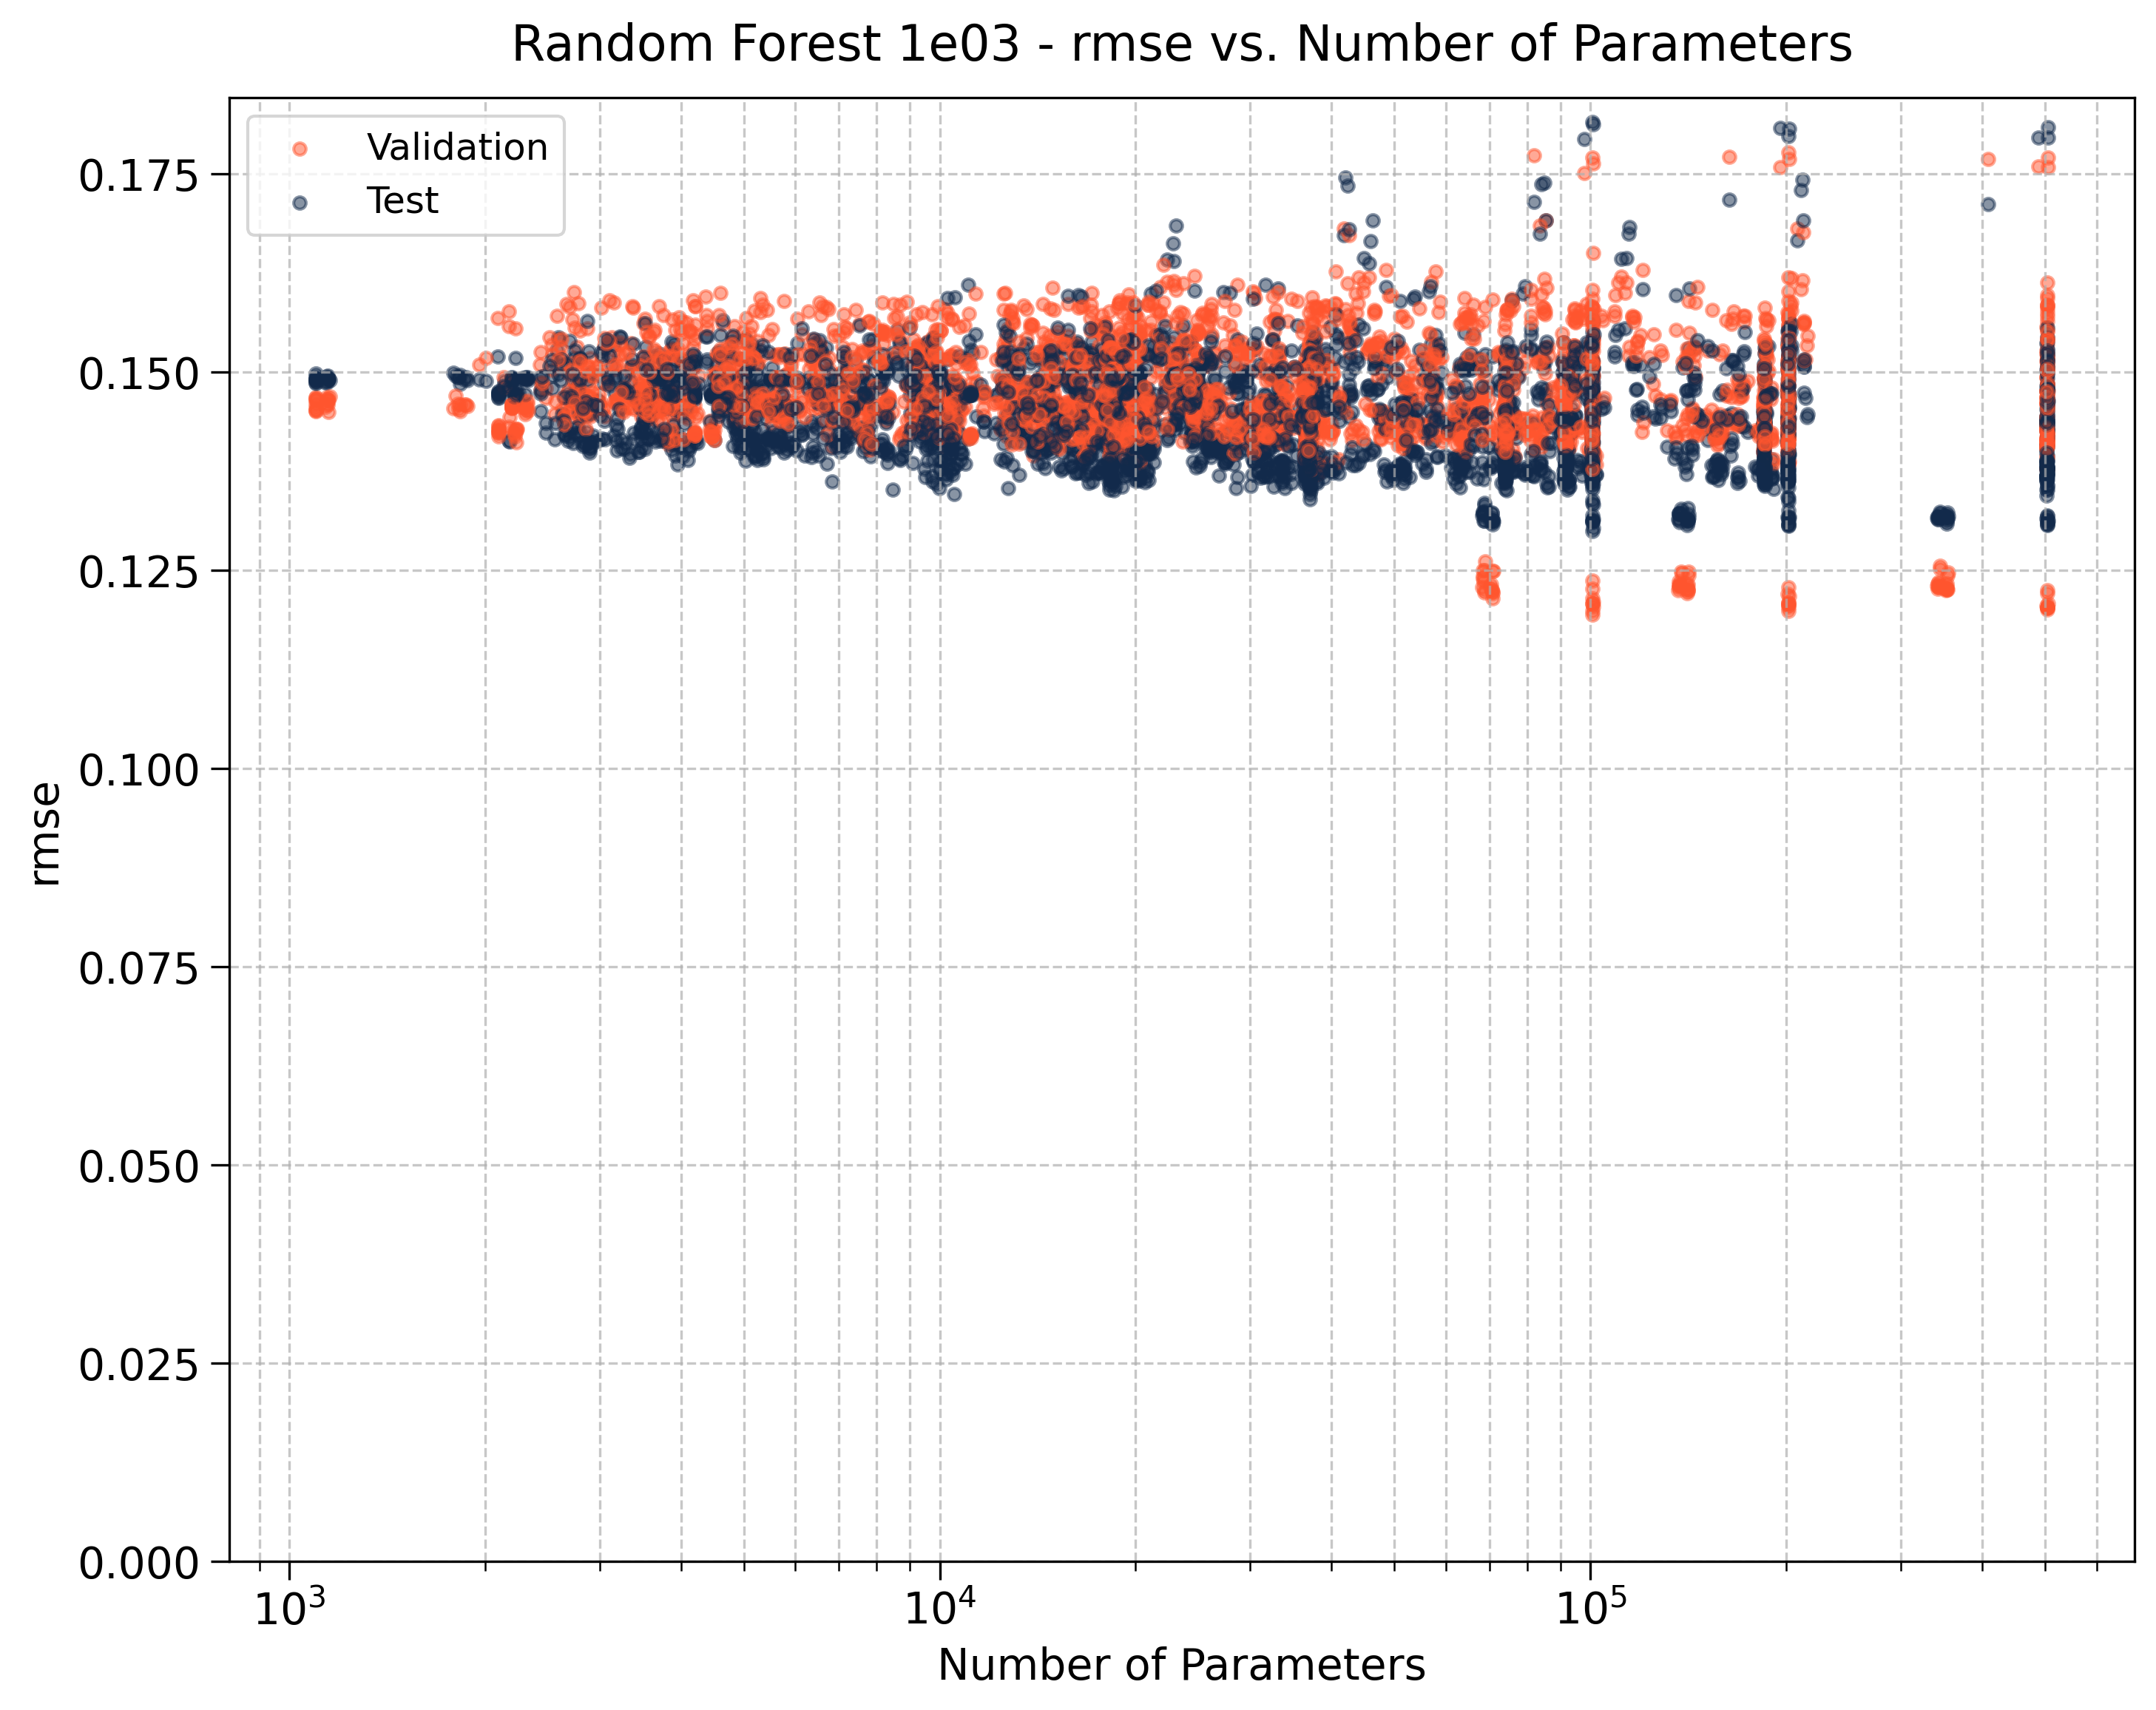 Random Forest 1e03 - rmse vs. Number of Parameters
Validation
Test
0.175
0.150
0.125
0.100
0.075
0.050
0.025
0.000
rmse
10³
10⁴
10⁵
Number of Parameters